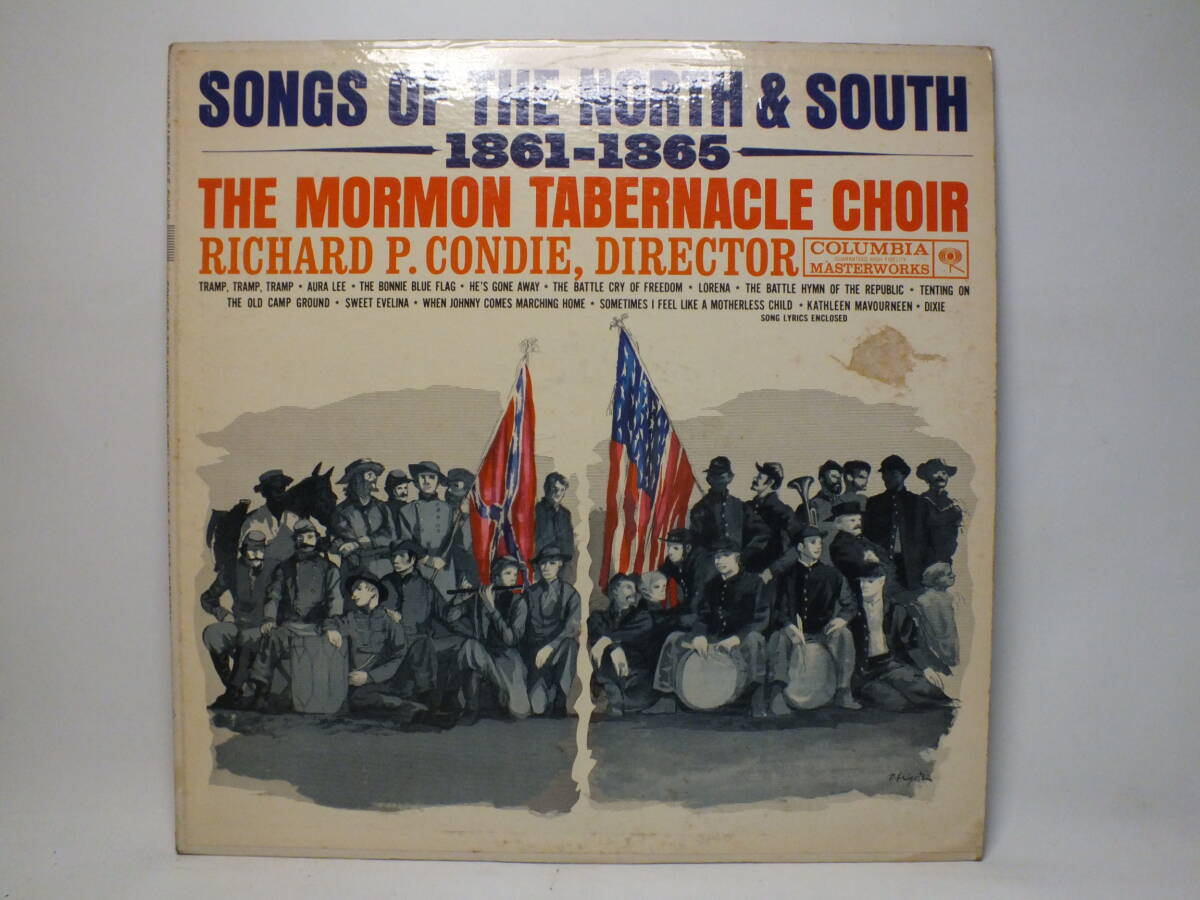 SONGS OF THE NORTH & SOUTH
1861-1865
THE MORMON TABERNACLE CHOIR
RICHARD P. CONDIE, DIRECTOR
COLUMBIA
GUARANTEED HIGH FIDELITY
MASTERWORKS
TRAMP, TRAMP, TRAMP • AURA LEE • THE BONNIE BLUE FLAG • HE'S GONE AWAY • THE BATTLE CRY OF FREEDOM • LORENA • THE BATTLE HYMN OF THE REPUBLIC • TENTING ON
THE OLD CAMP GROUND • SWEET EVELINA • WHEN JOHNNY COMES MARCHING HOME • SOMETIMES I FEEL LIKE A MOTHERLESS CHILD • KATHLEEN MAVOURNEEN • DIXIE
SONG LYRICS ENCLOSED